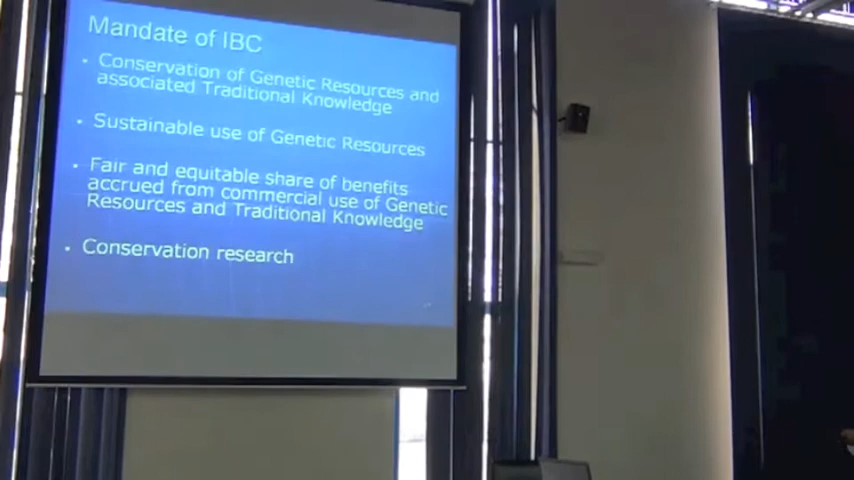 Mandate of IBC
• Conservation of Genetic Resources and
associated Traditional Knowledge
• Sustainable use of Genetic Resources
• Fair and equitable share of benefits
accrued from commercial use of Genetic
Resources and Traditional Knowledge
• Conservation research